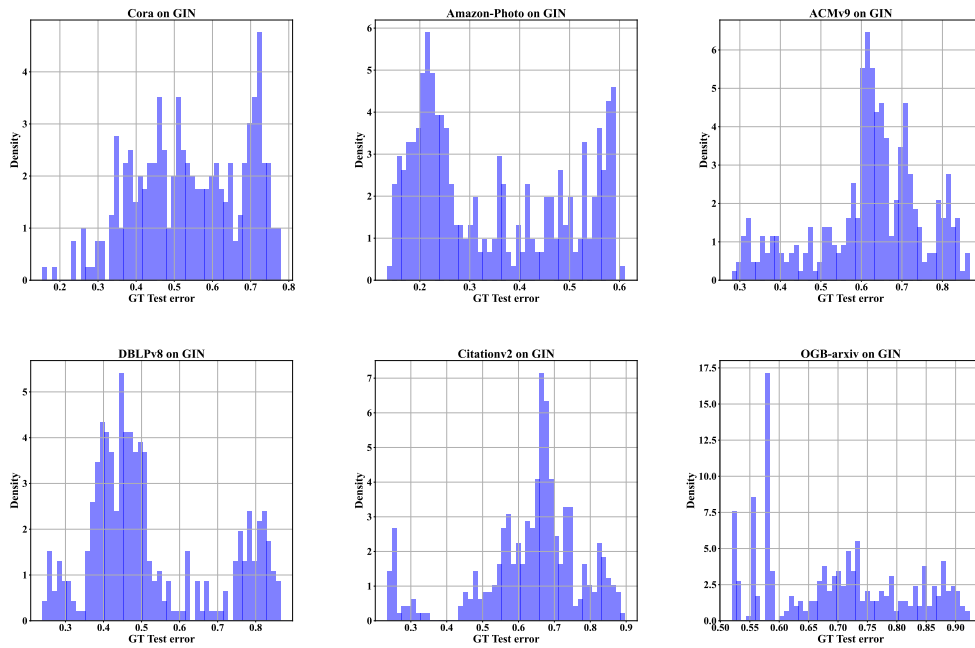 Cora on GIN
Density
0
1
2
3
4
0.2 0.3 0.4 0.5 0.6 0.7 0.8
GT Test error
Amazon-Photo on GIN
Density
0
1
2
3
4
5
6
0.2 0.3 0.4 0.5 0.6
GT Test error
ACMv9 on GIN
Density
0
1
2
3
4
5
6
0.3 0.4 0.5 0.6 0.7 0.8
GT Test error
DBLPv8 on GIN
Density
0
1
2
3
4
5
0.3 0.4 0.5 0.6 0.7 0.8
GT Test error
Citationv2 on GIN
Density
0
1
2
3
4
5
6
7
0.3 0.4 0.5 0.6 0.7 0.8 0.9
GT Test error
OGB-arxiv on GIN
Density
0.0
2.5
5.0
7.5
10.0
12.5
15.0
17.5
0.50 0.55 0.60 0.65 0.70 0.75 0.80 0.85 0.90
GT Test error